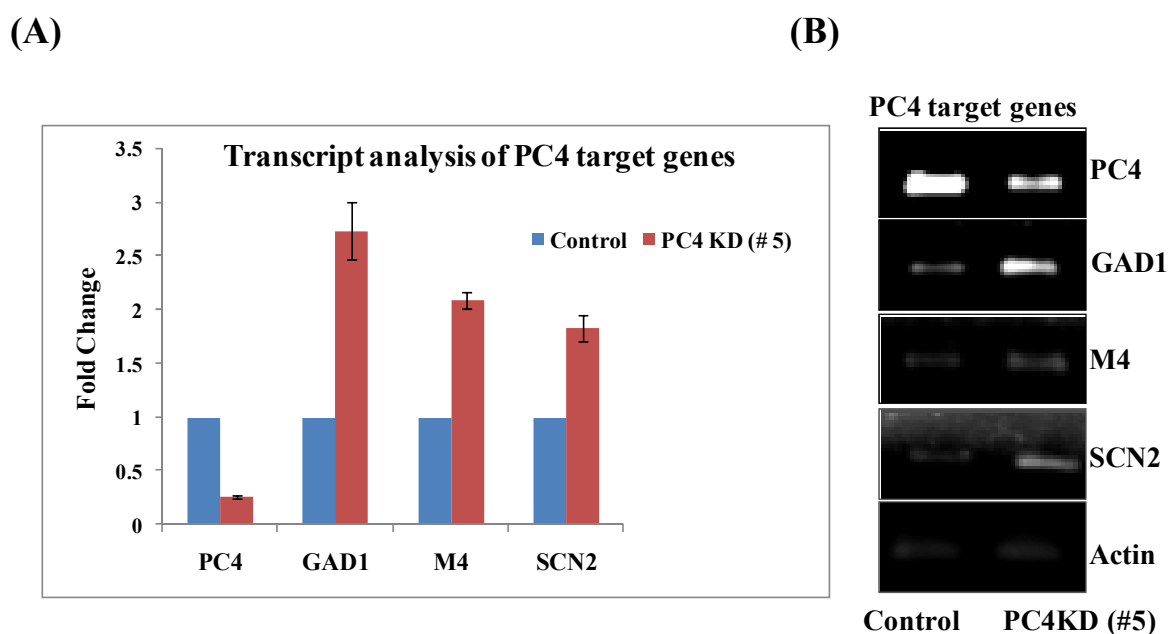 (A)
(B)
Transcript analysis of PC4 target genes
Fold Change
3.5
3
2.5
2
1.5
1
0.5
0
Control
PC4 KD (# 5)
PC4
GAD1
M4
SCN2
PC4 target genes
PC4
GAD1
M4
SCN2
Actin
Control PC4KD (#5)